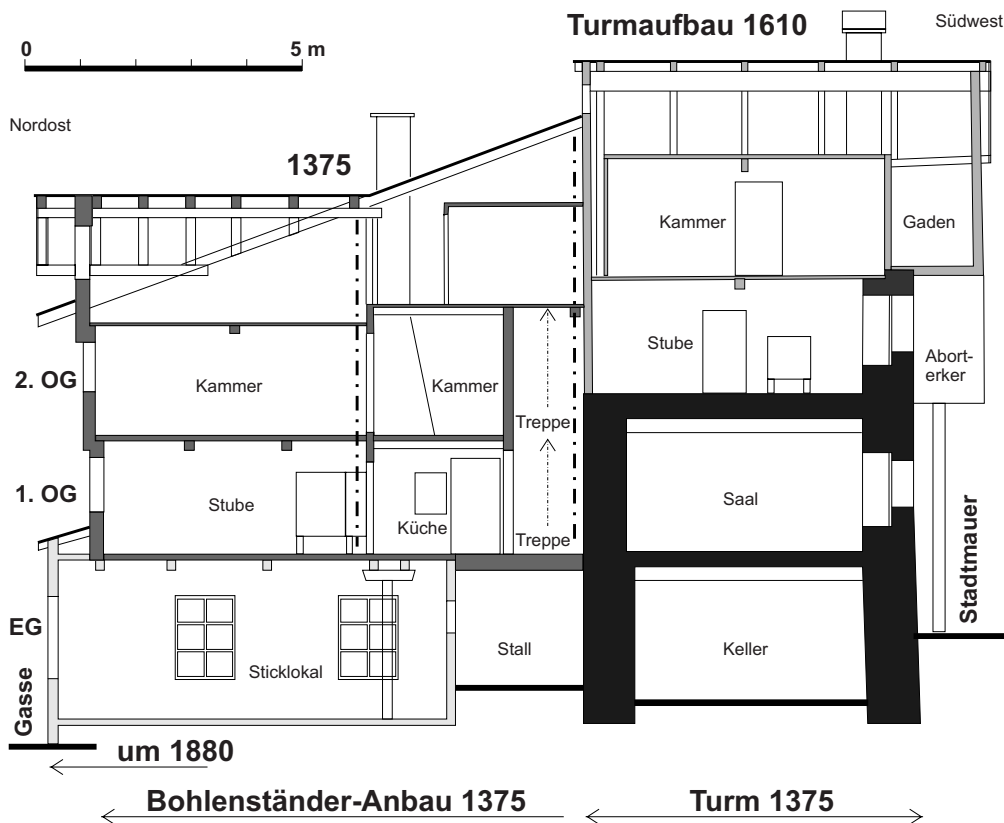 Turmaufbau 1610
Südwest
0
5 m
Nordost
1375
Kammer
Gaden
Stube
Abort-
erker
2. OG
Kammer
Kammer
Treppe
1. OG
Stube
Küche
Treppe
Saal
Stadtmauer
EG
Gasse
Sticklokal
Stall
Keller
um 1880
Bohlenständer-Anbau 1375
Turm 1375